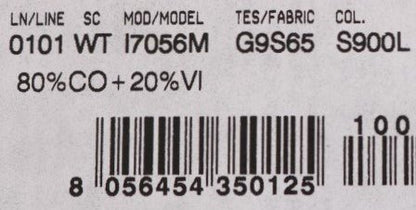 LN/LINE SC MOD/MODEL TES/FABRIC COL.
0101 WT I7056M G9S65 S900L
80%CO+20%VI
100
8 056454 350125